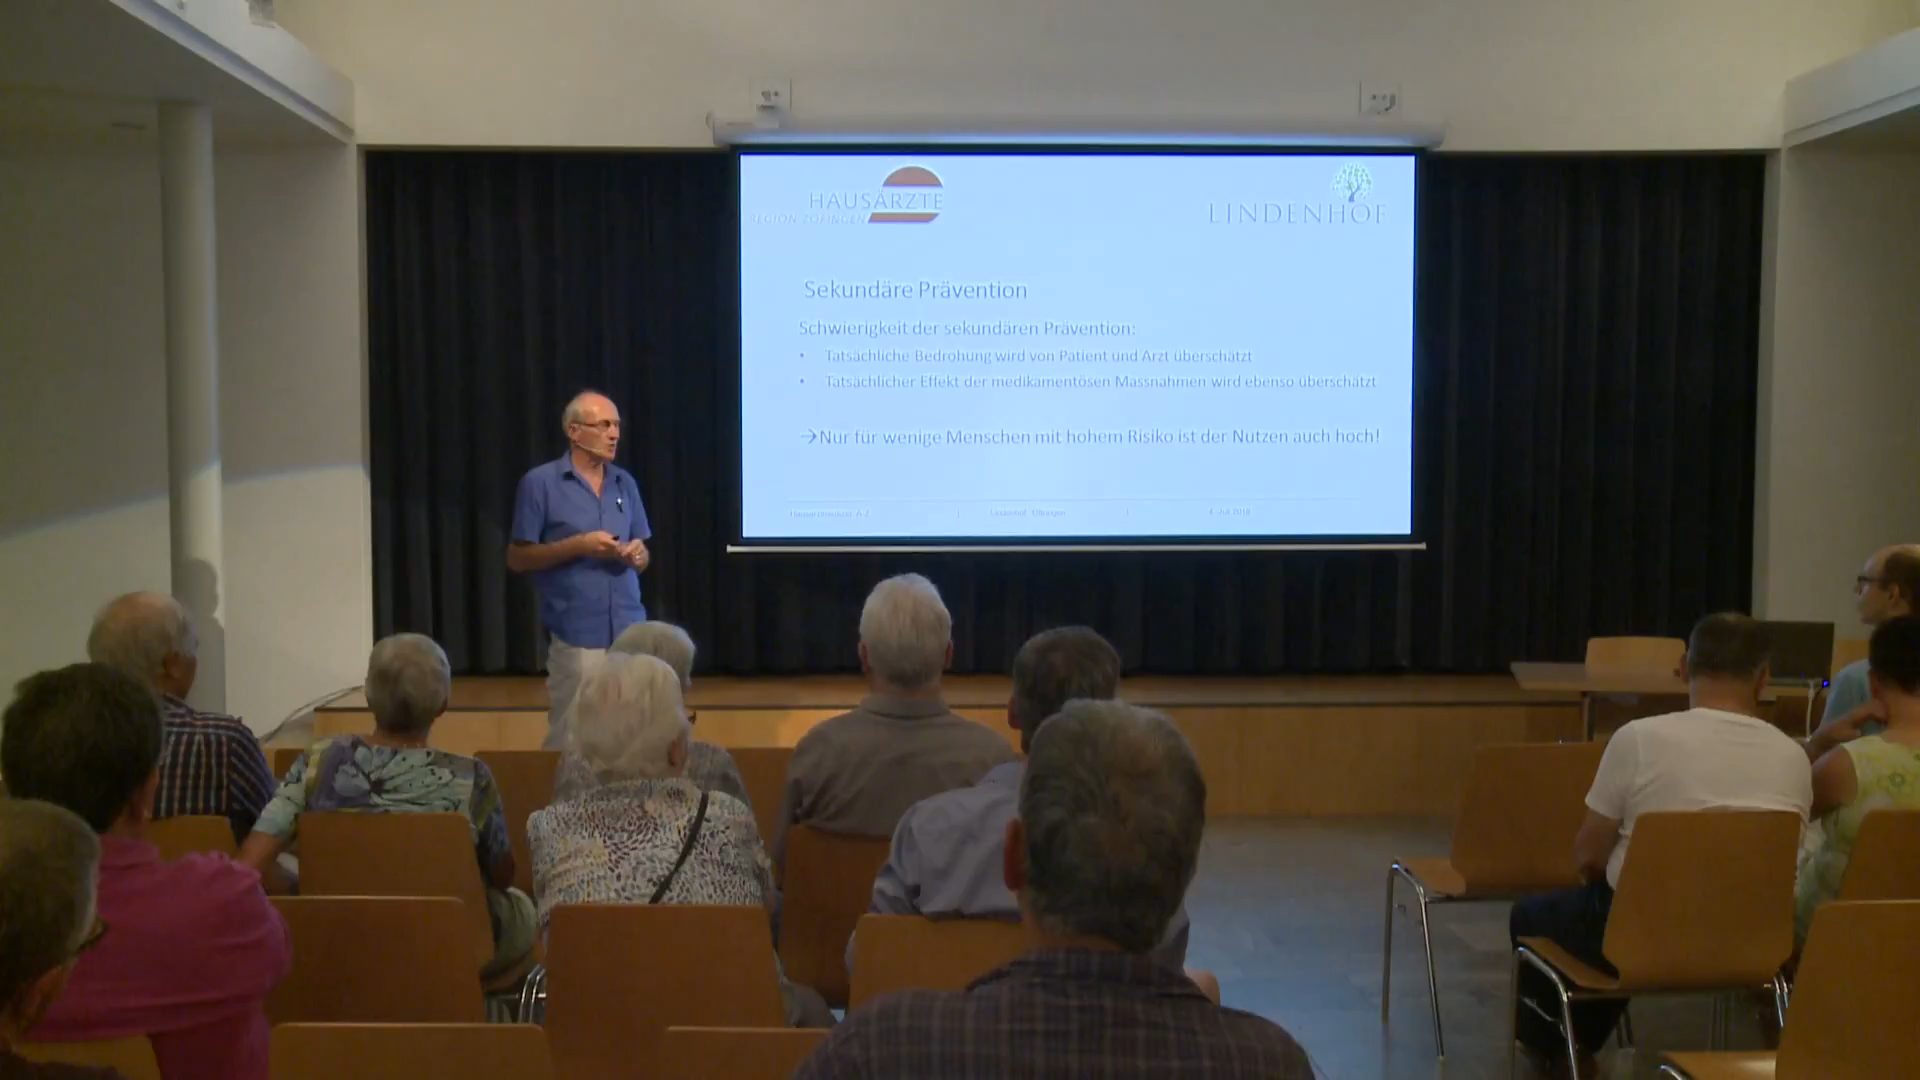 HAUSÄRZTE
REGION ZOFINGEN
LINDENHOF
Sekundäre Prävention
Schwierigkeit der sekundären Prävention:
• Tatsächliche Bedrohung wird von Patient und Arzt überschätzt
• Tatsächlicher Effekt der medikamentösen Massnahmen wird ebenso überschätzt
→Nur für wenige Menschen mit hohem Risiko ist der Nutzen auch hoch!